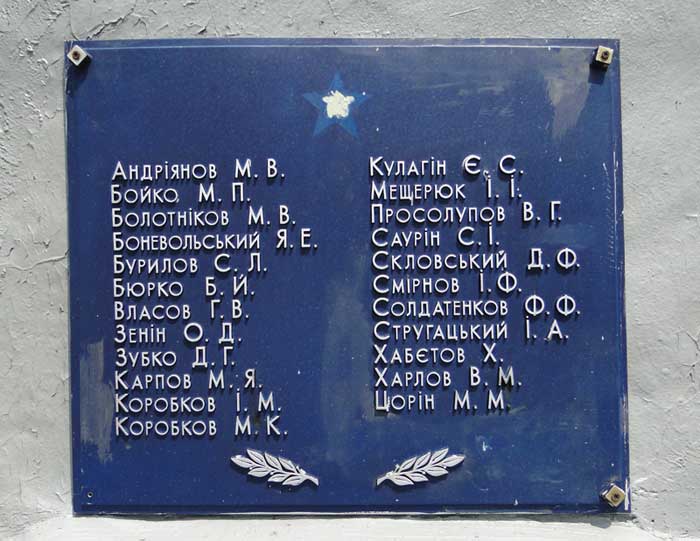 Андріянов М. В.
Бойко М. П.
Болотніков М. В.
Боневольський Я. Е.
Бурилов С. Л.
Бюрко Б. Й.
Власов Г. В.
Зенін О. Д.
Зубко Д. Г.
Карпов М. Я.
Коробков І. М.
Коробков М. К.
Кулагін Є. С.
Мещерюк І. І.
Просолупов В. Г.
Саурін С. І.
Скловський Д. Ф.
Смірнов І. Ф.
Солдатенков Ф. Ф.
Стругацький І. А.
Хабєтов Х.
Харлов В. М.
Цорін М. М.